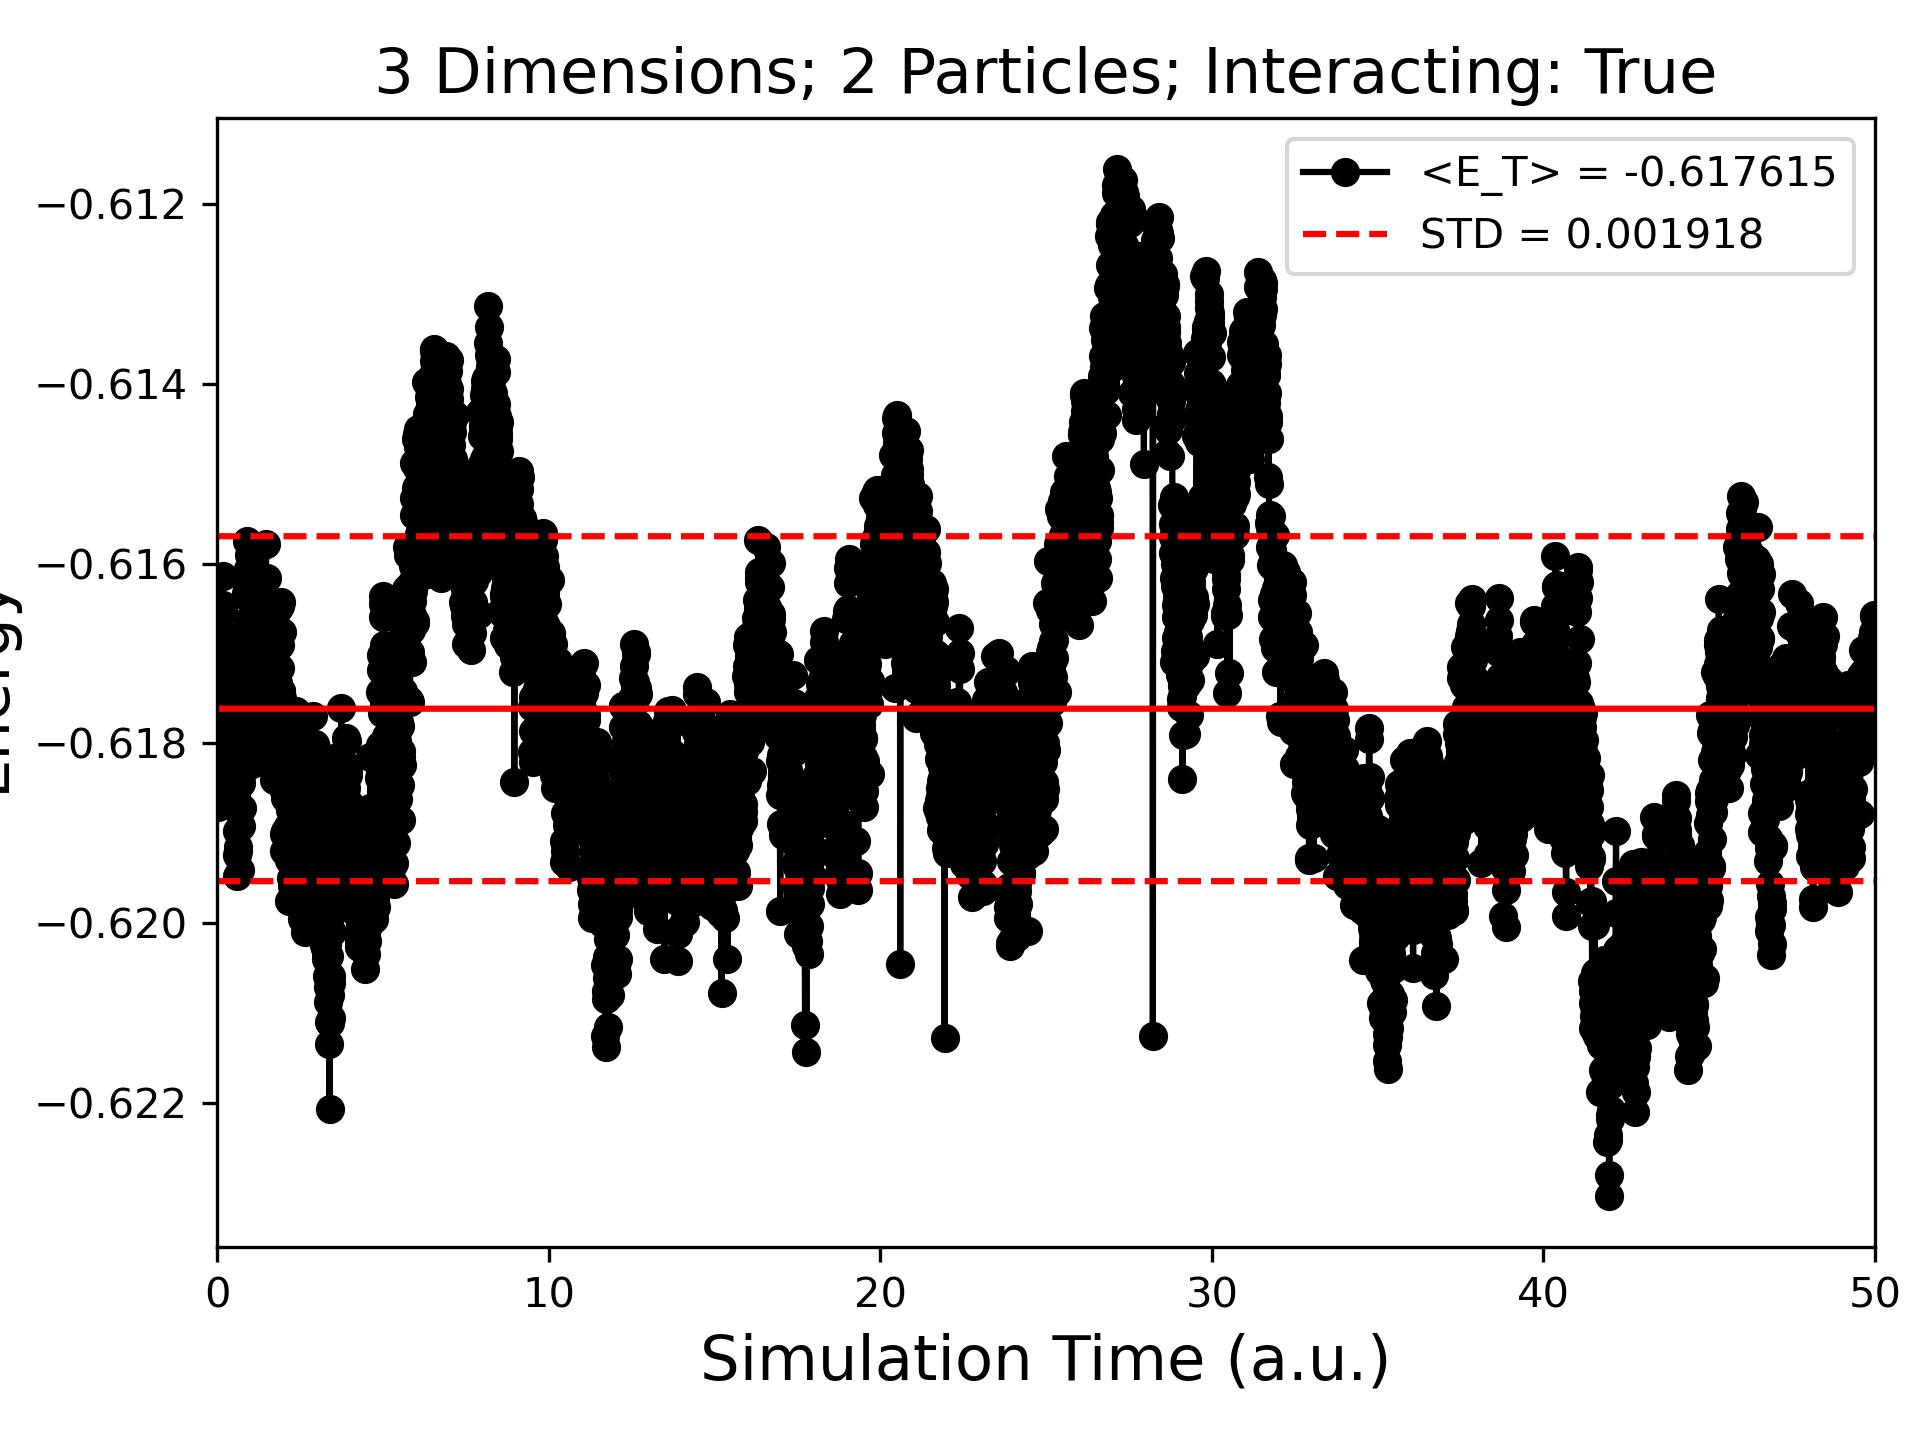 3 Dimensions; 2 Particles; Interacting: True
<E_T> = -0.617615
STD = 0.001918
−0.612
−0.614
−0.616
−0.618
−0.620
−0.622
Energy
0 10 20 30 40 50
Simulation Time (a.u.)